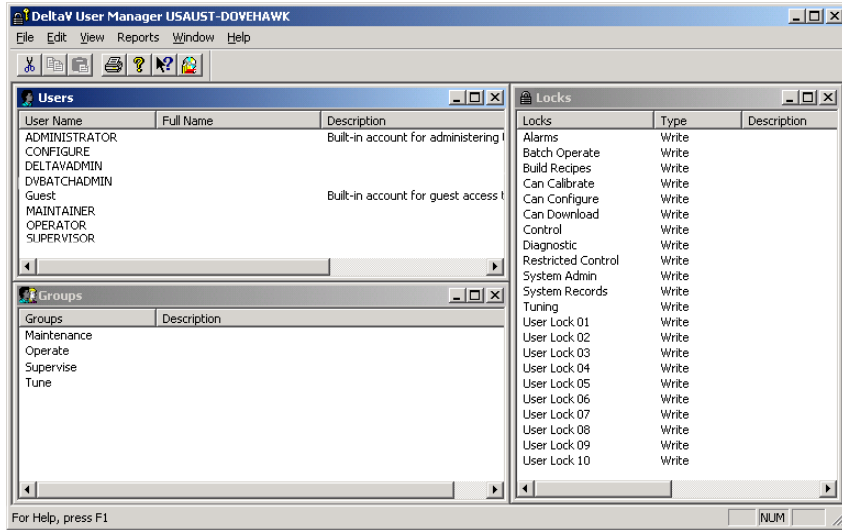 DeltaV User Manager USAUST-DOVEHAWK
File Edit View Reports Window Help
Users
User Name Full Name Description
ADMINISTRATOR Built-in account for administering
CONFIGURE
DELTAVADMIN
DVBATCHADMIN
Guest Built-in account for guest access
MAINTAINER
OPERATOR
SUPERVISOR
Groups
Groups Description
Maintenance
Operate
Supervise
Tune
Locks
Locks Type Description
Alarms Write
Batch Operate Write
Build Recipes Write
Can Calibrate Write
Can Configure Write
Can Download Write
Control Write
Diagnostic Write
Restricted Control Write
System Admin Write
System Records Write
Tuning Write
User Lock 01 Write
User Lock 02 Write
User Lock 03 Write
User Lock 04 Write
User Lock 05 Write
User Lock 06 Write
User Lock 07 Write
User Lock 08 Write
User Lock 09 Write
User Lock 10 Write
For Help, press F1 NUM